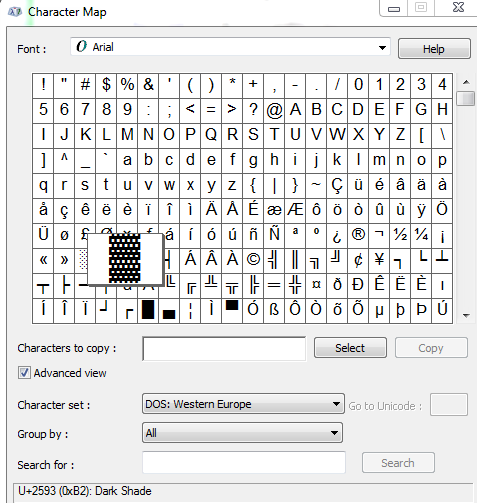 Character Map
Font :
O Arial
Help
! " # $ % & ' ( ) * + , - . / 0 1 2 3 4
5 6 7 8 9 : ; < = > ? @ A B C D E F G H
I J K L M N O P Q R S T U V W X Y Z [ \
] ^ _ ` a b c d e f g h i j k l m n o p
q r s t u v w x y z { | } ~ Ç ü é â ä à
å ç ê ë è ï î ì Ä Å É æ Æ ô ö ò û ù ÿ Ö
Ü ø £ Ø × ƒ á í ó ú ñ Ñ ª º ¿ ® ¬ ½ ¼ ¡
« » ░ ▓ ┤ Á Â À © ╣ ║ ╗ ╝ ¢ ¥ ┐ └ ┴
┬ ├ ─ ┼ ã Ã ╚ ╔ ╩ ╦ ╠ ═ ╬ ¤ ð Ð Ê Ë È ı
Í Î Ï ┘ ┌ █ ▄ ¦ Ì ▀ Ó ß Ô Ò õ Õ µ þ Þ Ú
Characters to copy :
Select
Copy
Advanced view
Character set :
DOS: Western Europe
Go to Unicode :
Group by :
All
Search for :
Search
U+2593 (0xB2): Dark Shade